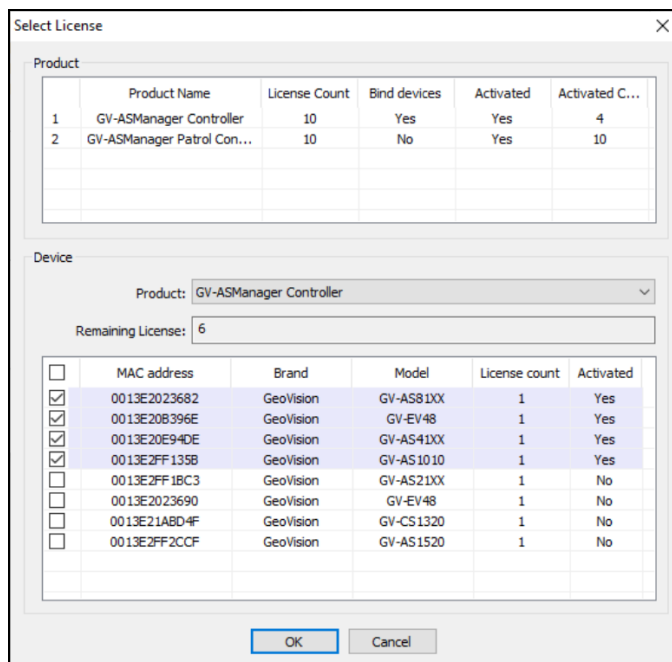 Select License
Product
Product Name License Count Bind devices Activated Activated C...
1 GV-ASManager Controller 10 Yes Yes 4
2 GV-ASManager Patrol Con... 10 No Yes 10
Device
Product: GV-ASManager Controller
Remaining License: 6
MAC address Brand Model License count Activated
0013E2023682 GeoVision GV-AS81XX 1 Yes
0013E20B396E GeoVision GV-EV48 1 Yes
0013E20E94DE GeoVision GV-AS41XX 1 Yes
0013E2FF135B GeoVision GV-AS1010 1 Yes
0013E2FF1BC3 GeoVision GV-AS21XX 1 No
0013E2023690 GeoVision GV-EV48 1 No
0013E21ABD4F GeoVision GV-CS1320 1 No
0013E2FF2CCF GeoVision GV-AS1520 1 No
OK Cancel